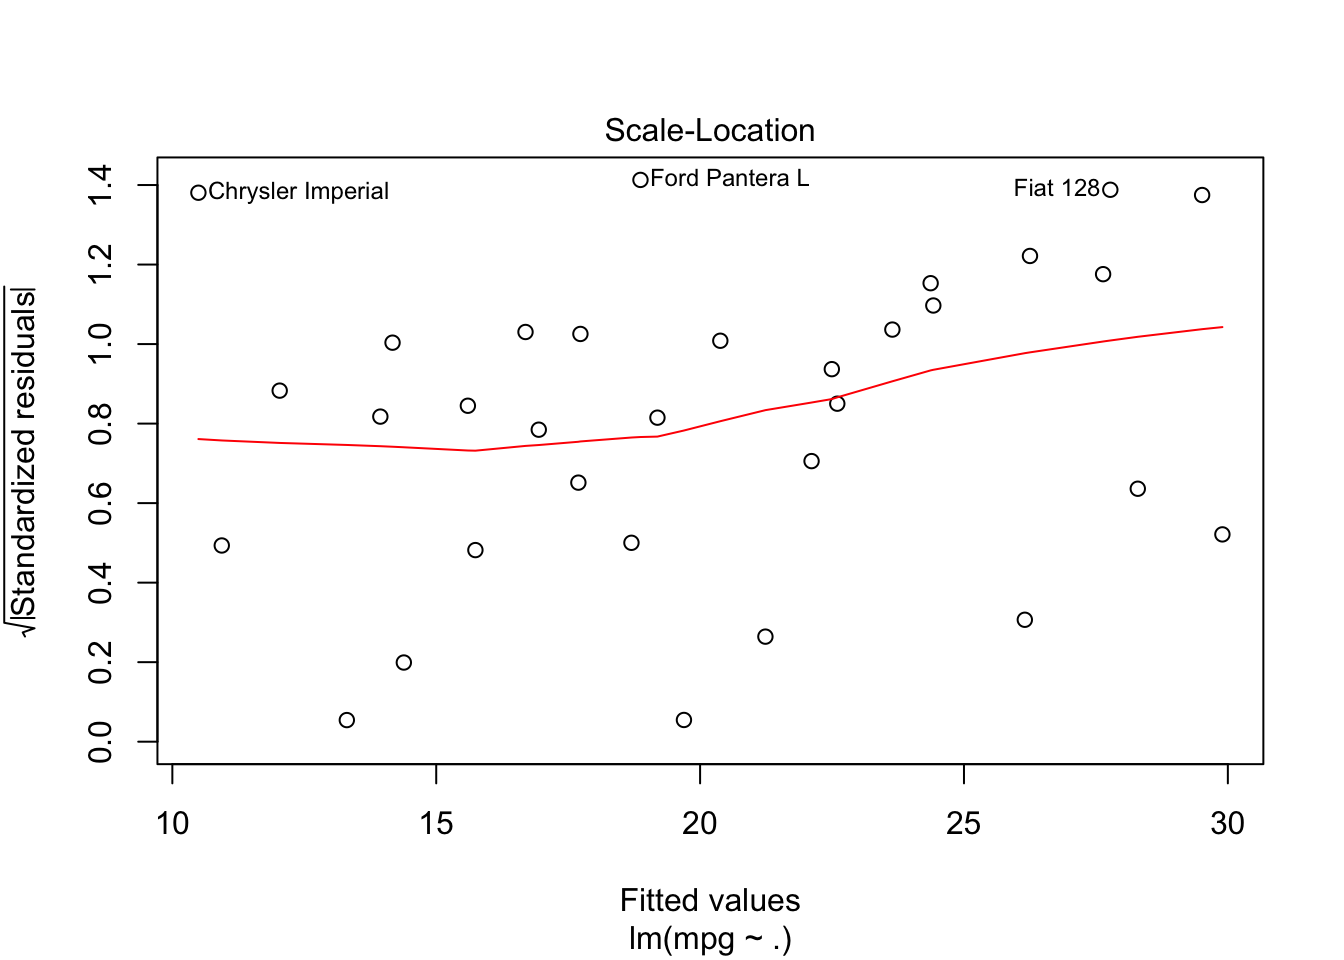 Scale-Location
√|Standardized residuals|
1.4
1.2
1.0
0.8
0.6
0.4
0.2
0.0
Chrysler Imperial
Ford Pantera L
Fiat 128
10 15 20 25 30
Fitted values
lm(mpg ~ .)